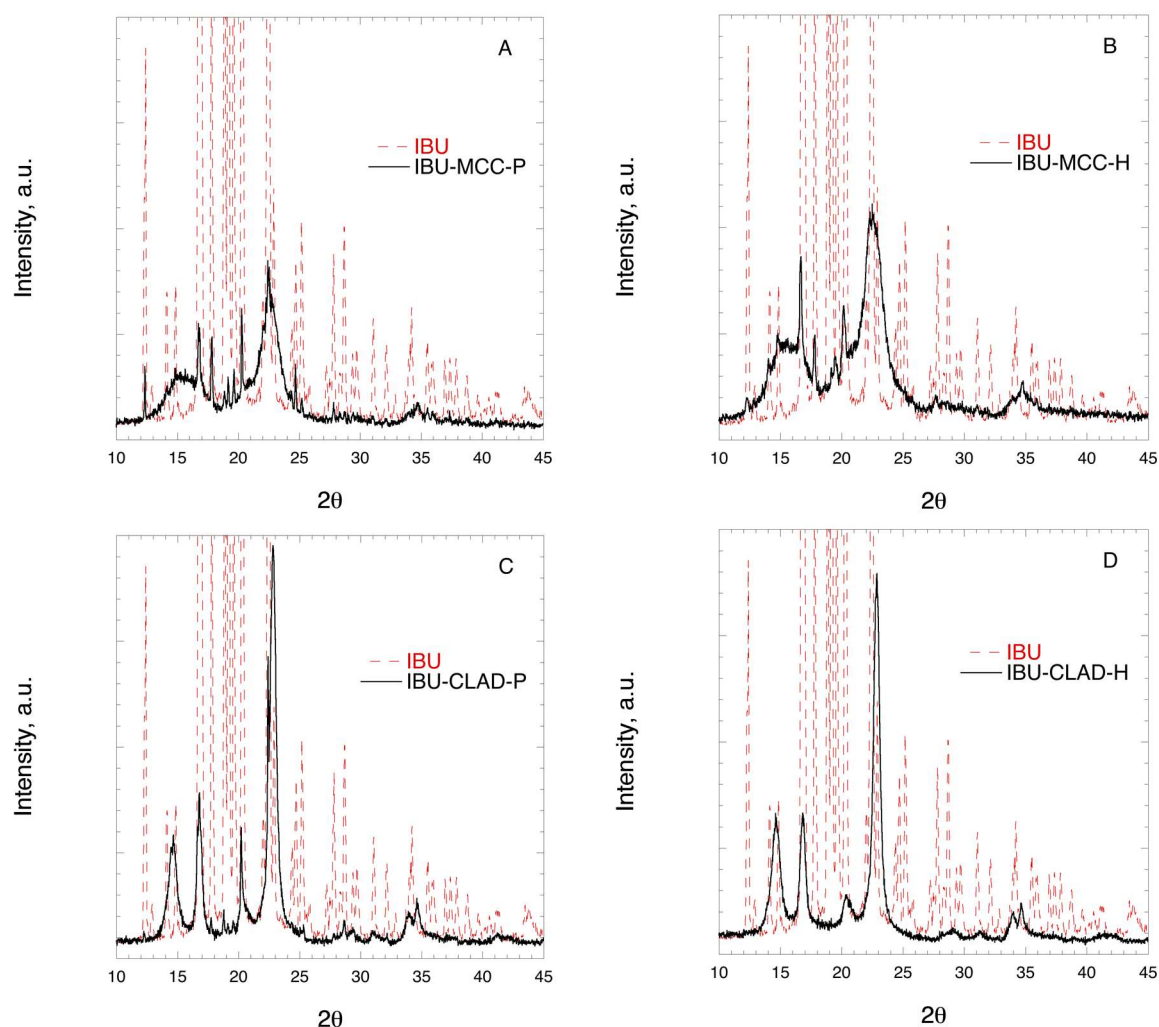 A
IBU
IBU-MCC-P
Intensity, a.u.
10 15 20 25 30 35 40 45
2θ
B
IBU
IBU-MCC-H
Intensity, a.u.
10 15 20 25 30 35 40 45
2θ
C
IBU
IBU-CLAD-P
Intensity, a.u.
10 15 20 25 30 35 40 45
2θ
D
IBU
IBU-CLAD-H
Intensity, a.u.
10 15 20 25 30 35 40 45
2θ